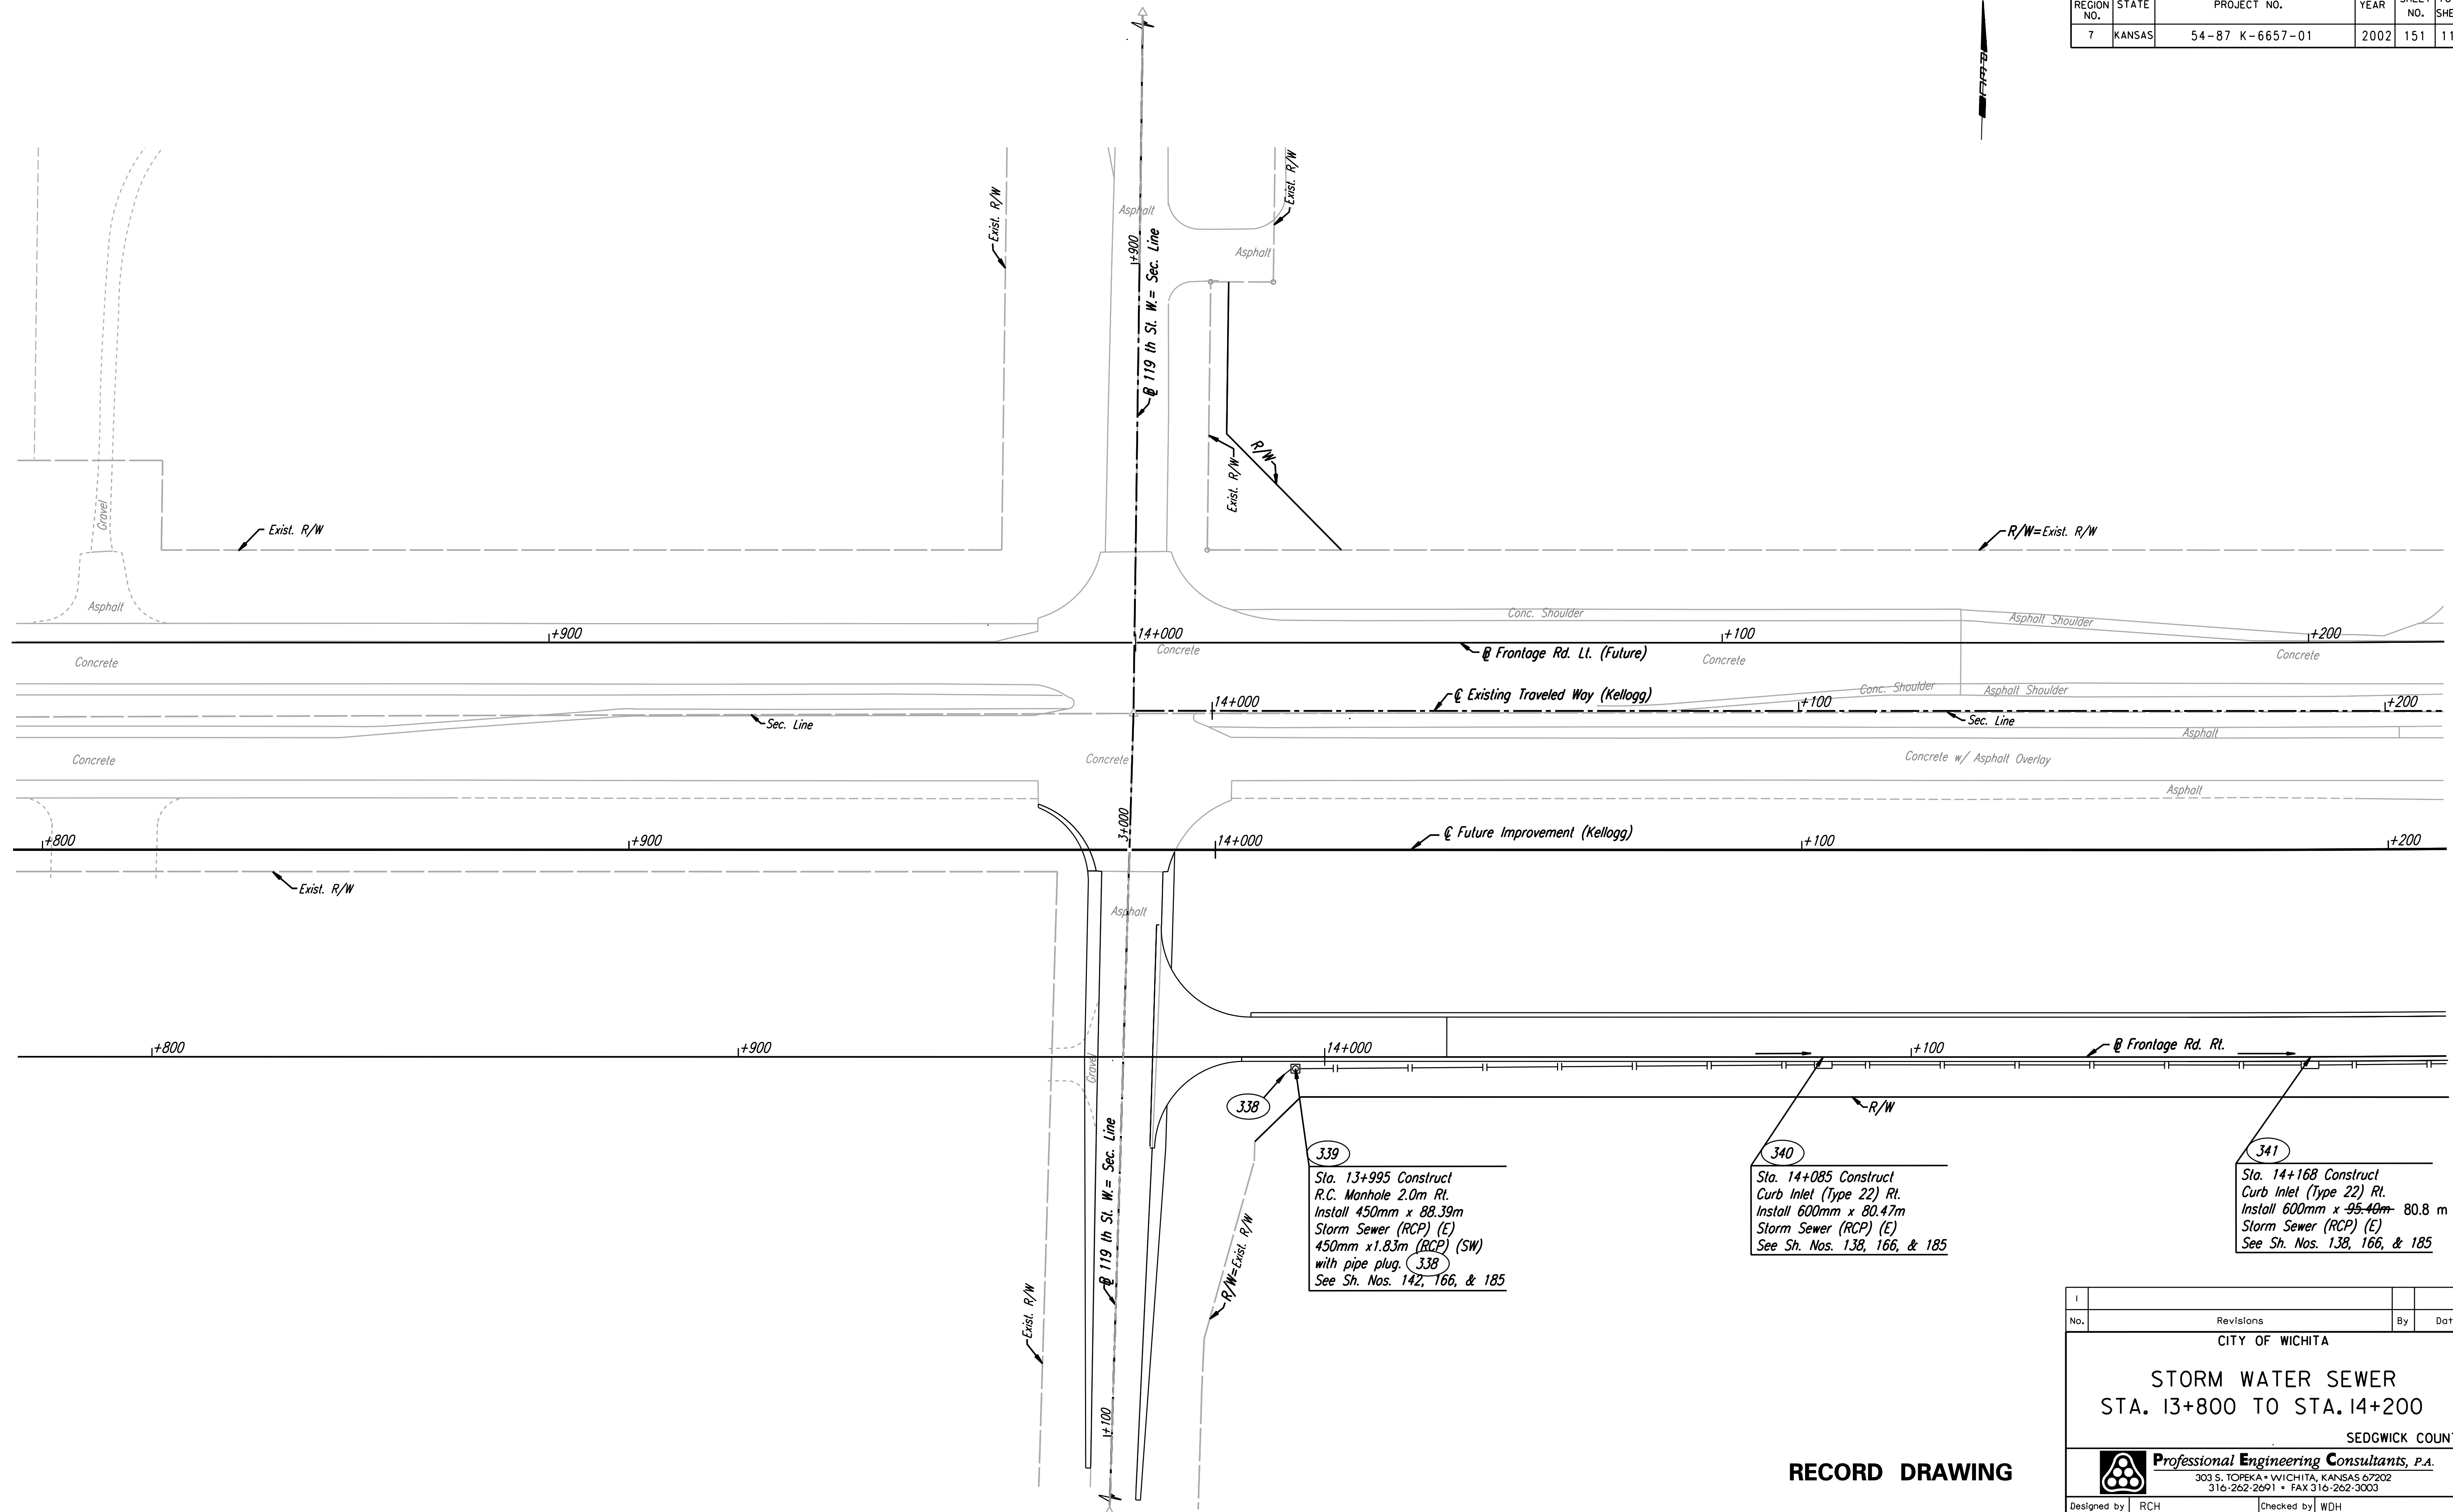 REGION NO. STATE PROJECT NO. YEAR NO.
7 KANSAS 54-87 K-6657-01 2002 151 11
Exist. R/W
Exist. R/W
Asphalt
+900
℄ 119 th St. W.= Sec. Line
Asphalt
R/W
Exist. R/W
Gravel
Exist. R/W
R/W=Exist. R/W
Asphalt
Conc. Shoulder
Asphalt Shoulder
+900
14+000
+100
+200
Concrete
Concrete
℄ Frontage Rd. Lt. (Future)
Concrete
Concrete
℄ Existing Traveled Way (Kellogg)
Conc. Shoulder
Asphalt Shoulder
14+000
+100
+200
Sec. Line
Sec. Line
Asphalt
Concrete
Concrete
Concrete w/ Asphalt Overlay
Asphalt
3+000
+800
+900
14+000
℄ Future Improvement (Kellogg)
+100
+200
Exist. R/W
Asphalt
+800
+900
14+000
+100
℄ Frontage Rd. Rt.
Gravel
338
R/W
℄ 119 th St. W.= Sec. Line
Exist. R/W
R/W=Exist. R/W
+100
339
Sta. 13+995 Construct
R.C. Manhole 2.0m Rt.
Install 450mm x 88.39m
Storm Sewer (RCP) (E)
450mm x1.83m (RCP) (SW)
with pipe plug. 338
See Sh. Nos. 142, 166, & 185
340
Sta. 14+085 Construct
Curb Inlet (Type 22) Rt.
Install 600mm x 80.47m
Storm Sewer (RCP) (E)
See Sh. Nos. 138, 166, & 185
341
Sta. 14+168 Construct
Curb Inlet (Type 22) Rt.
Install 600mm x 95.40m 80.8 m
Storm Sewer (RCP) (E)
See Sh. Nos. 138, 166, & 185
1
No. Revisions By
CITY OF WICHITA
STORM WATER SEWER
STA. 13+800 TO STA. 14+200
SEDGWICK
RECORD DRAWING
Professional Engineering Consultants, P.A.
303 S. TOPEKA • WICHITA, KANSAS 67202
316-262-2691 • FAX 316-262-3003
Designed by RCH Checked by WDH